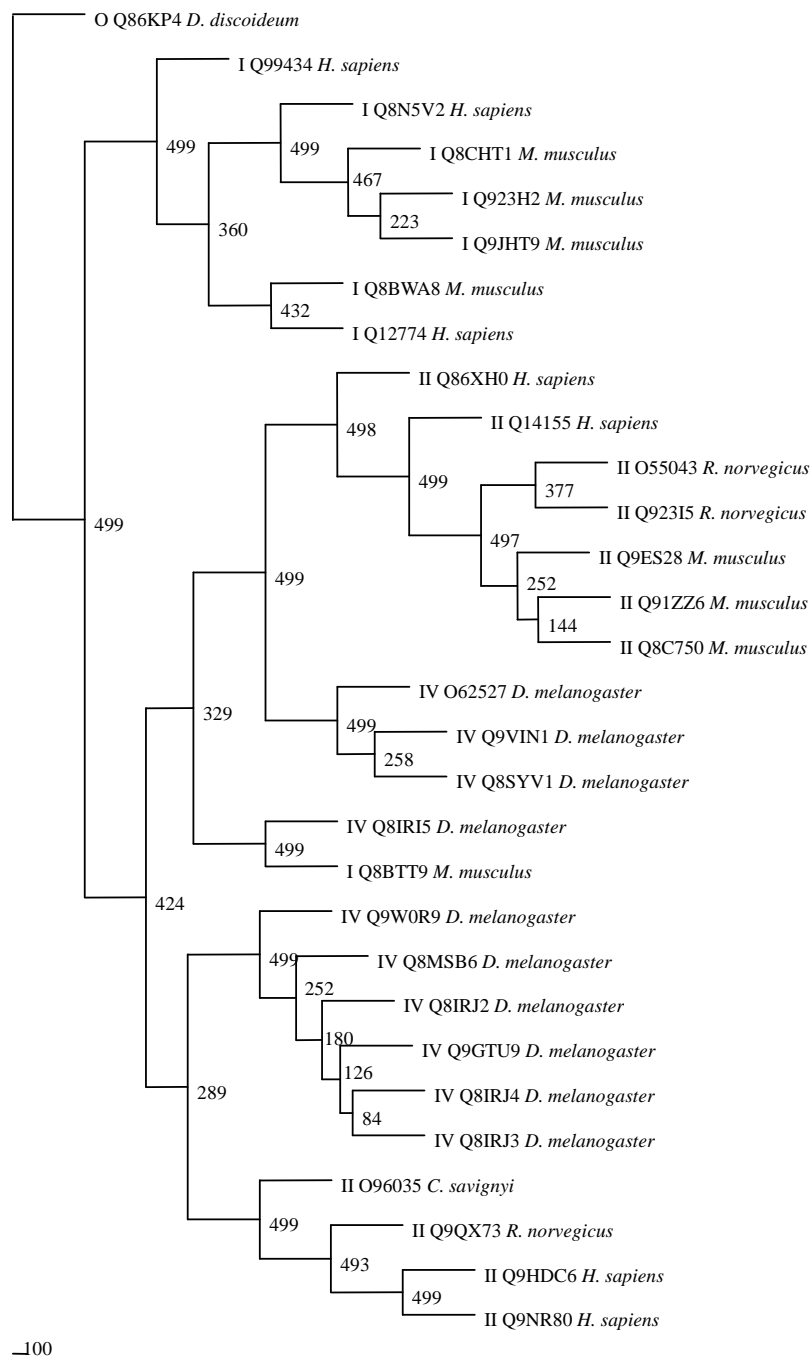 O Q86KP4 D. discoideum
I Q99434 H. sapiens
I Q8N5V2 H. sapiens
499
499
I Q8CHT1 M. musculus
467
I Q923H2 M. musculus
223
360
I Q9JHT9 M. musculus
I Q8BWA8 M. musculus
432
I Q12774 H. sapiens
II Q86XH0 H. sapiens
498
II Q14155 H. sapiens
499
II O55043 R. norvegicus
377
II Q923I5 R. norvegicus
499
497
II Q9ES28 M. musculus
499
252
II Q91ZZ6 M. musculus
144
II Q8C750 M. musculus
IV O62527 D. melanogaster
329
499
IV Q9VIN1 D. melanogaster
258
IV Q8SYV1 D. melanogaster
IV Q8IRI5 D. melanogaster
499
I Q8BTT9 M. musculus
424
IV Q9W0R9 D. melanogaster
499
IV Q8MSB6 D. melanogaster
252
IV Q8IRJ2 D. melanogaster
180
IV Q9GTU9 D. melanogaster
126
289
IV Q8IRJ4 D. melanogaster
84
IV Q8IRJ3 D. melanogaster
II O96035 C. savignyi
499
II Q9QX73 R. norvegicus
493
II Q9HDC6 H. sapiens
499
II Q9NR80 H. sapiens
100